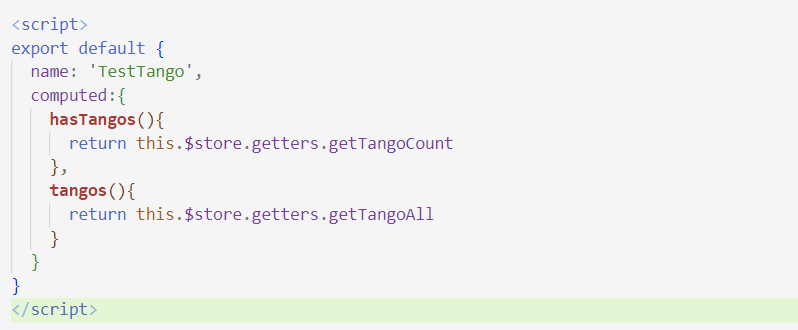 <script>
export default {
  name: 'TestTango',
  computed:{
    hasTangos(){
      return this.$store.getters.getTangoCount
    },
    tangos(){
      return this.$store.getters.getTangoAll
    }
  }
}
</script>